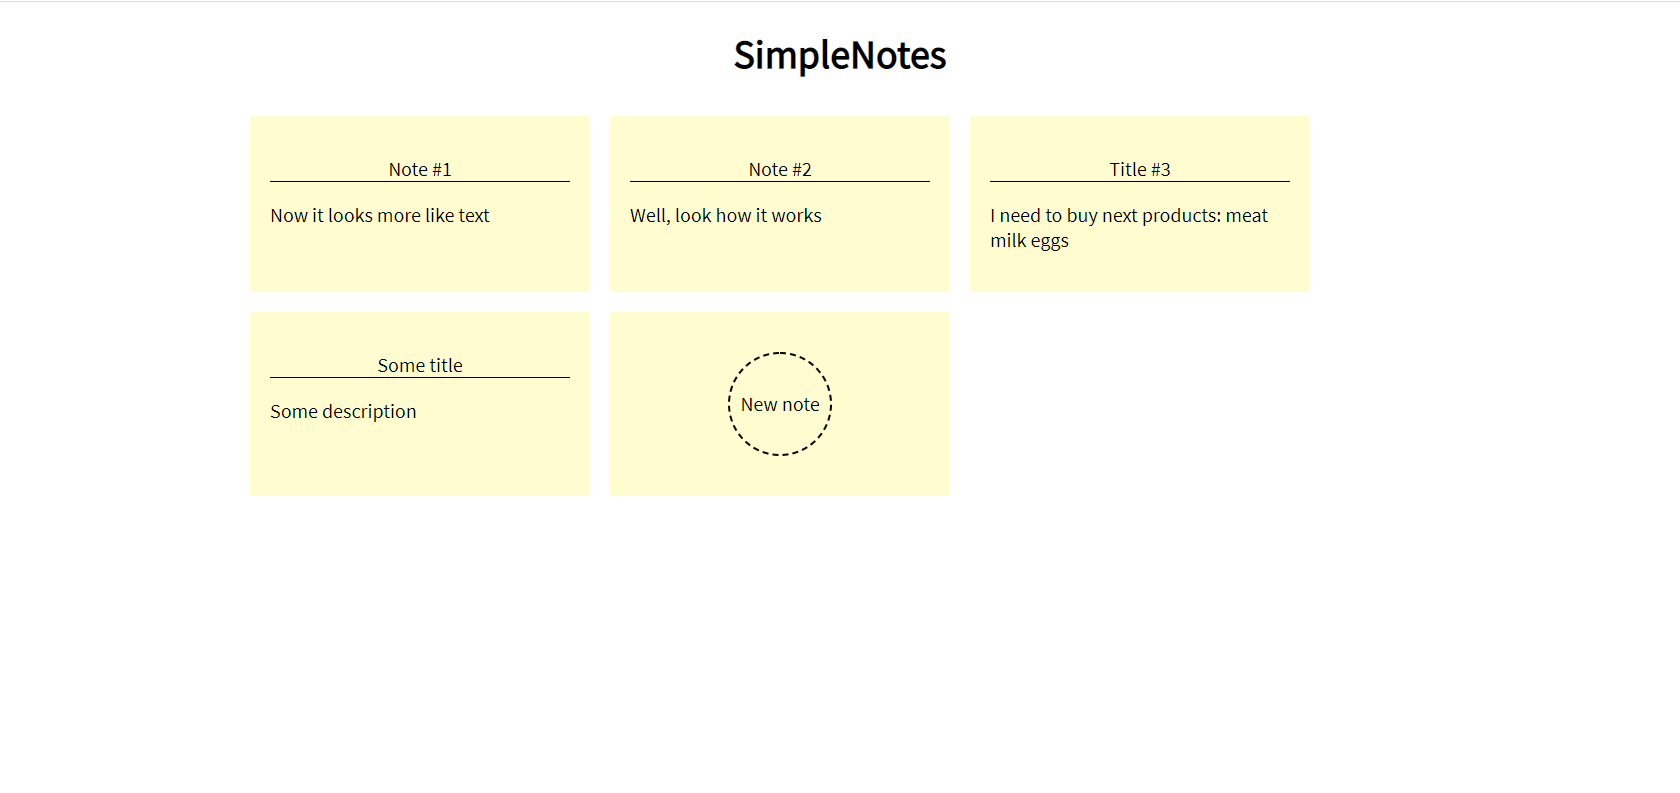 SimpleNotes
Note #1
Now it looks more like text
Note #2
Well, look how it works
Title #3
I need to buy next products: meat
milk eggs
Some title
Some description
New note